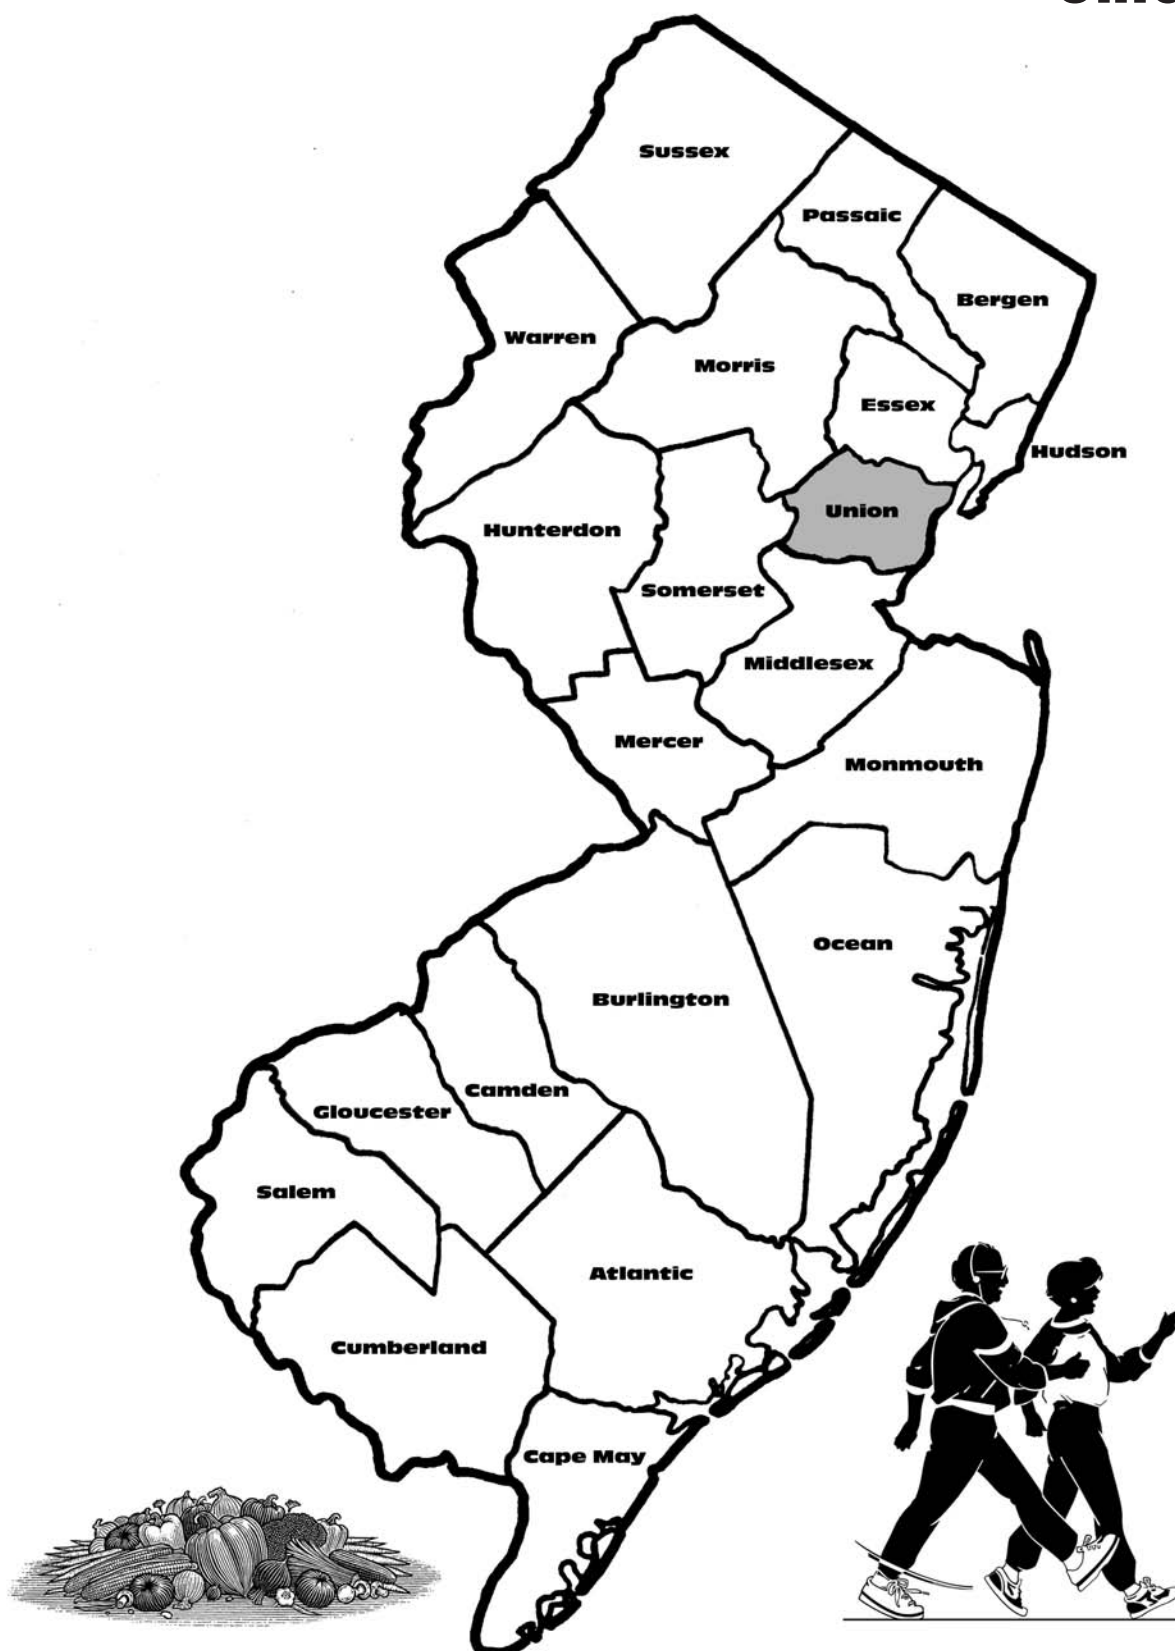 Sussex
Passaic
Bergen
Warren
Morris
Essex
Hudson
Union
Hunterdon
Somerset
Middlesex
Mercer
Monmouth
Ocean
Burlington
Camden
Gloucester
Salem
Atlantic
Cumberland
Cape May